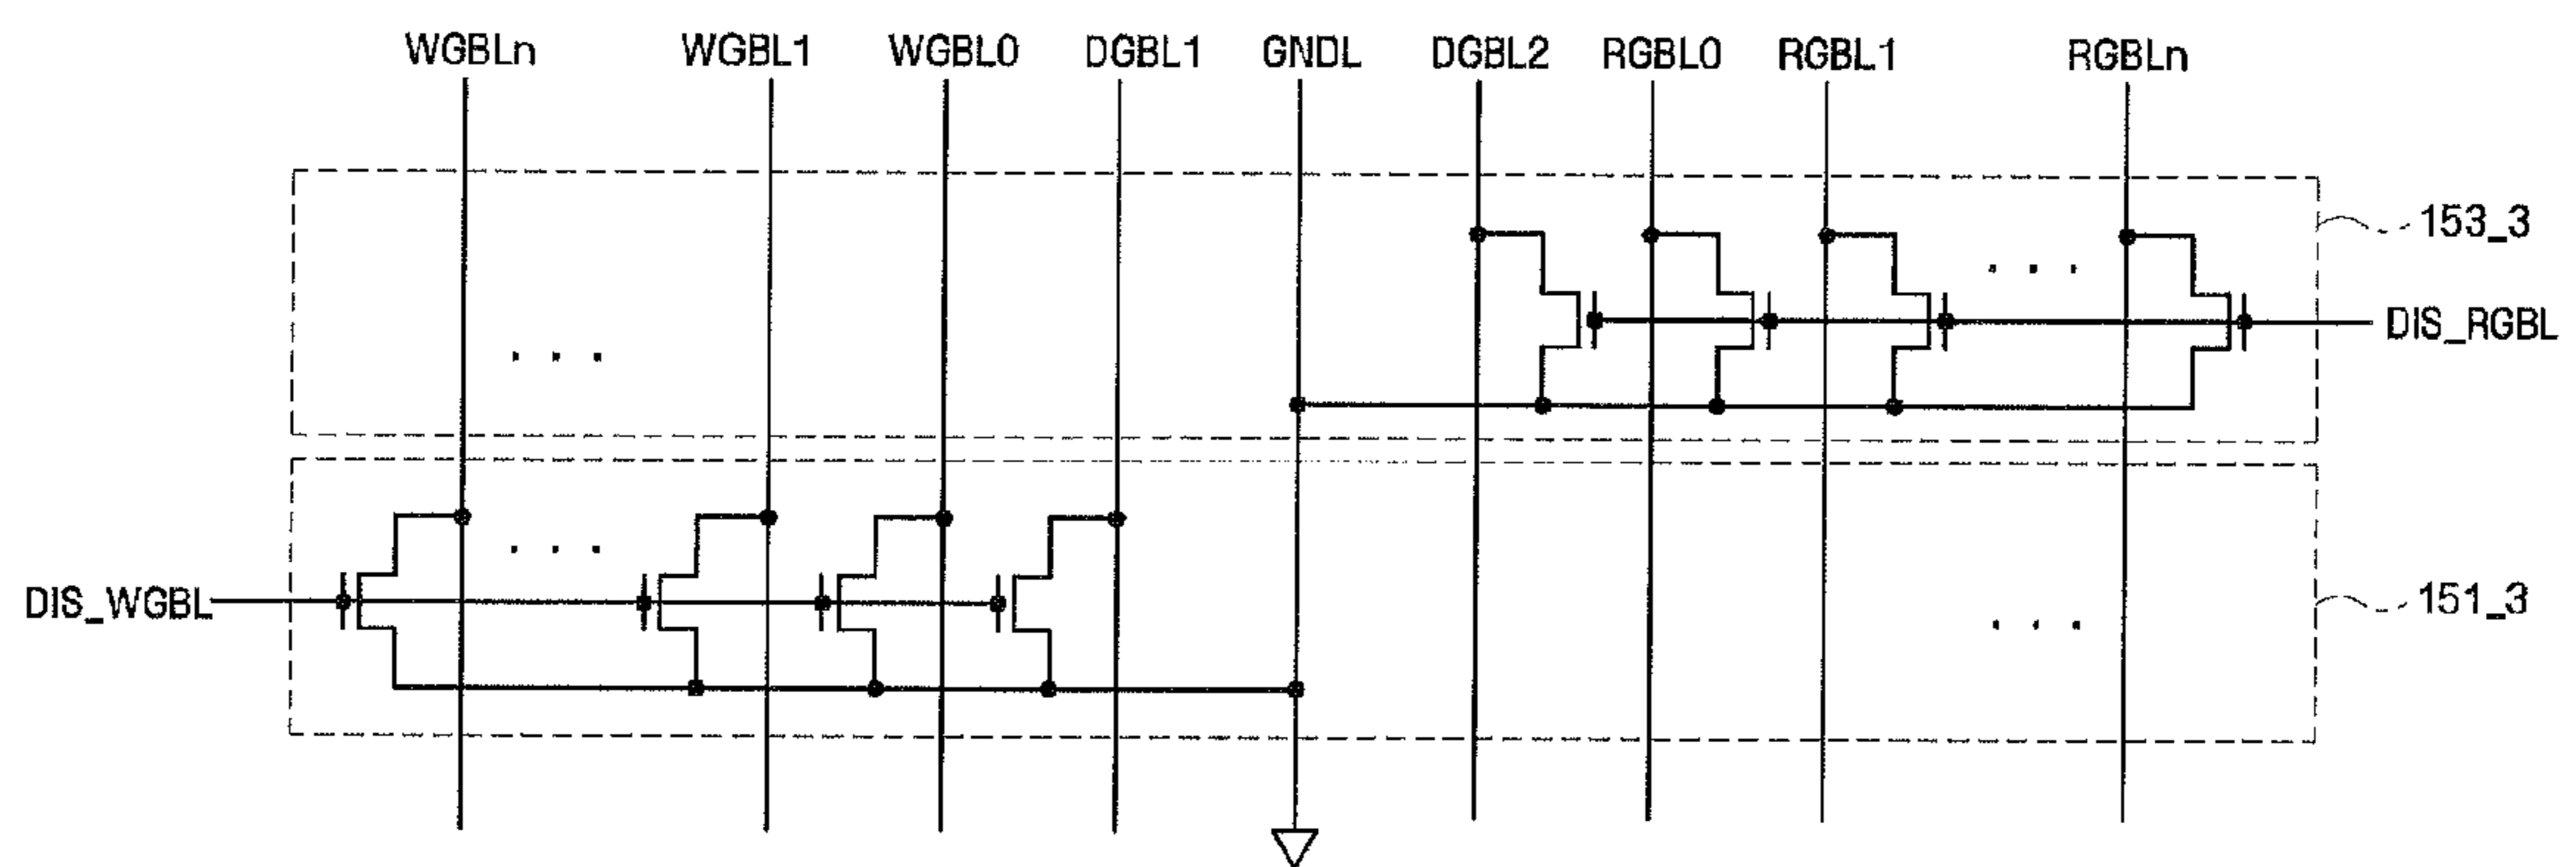 WGBLn WGBL1 WGBL0 DGBL1 GNDL DGBL2 RGBL0 RGBL1 RGBLn
153_3
. . .
DIS_RGBL
. . .
. . .
DIS_WGBL
151_3
. . .